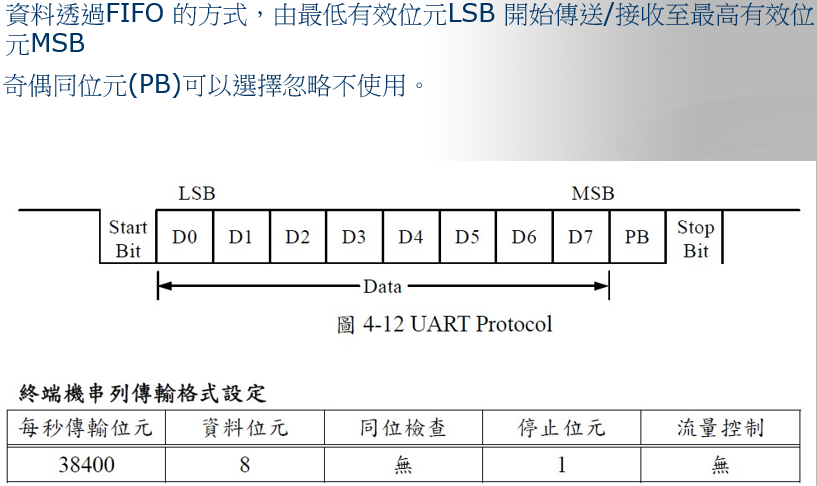 資料透過FIFO 的方式，由最低有效位元LSB 開始傳送/接收至最高有效位
元MSB
奇偶同位元(PB)可以選擇忽略不使用。
LSB MSB
Start Bit D0 D1 D2 D3 D4 D5 D6 D7 PB Stop Bit
Data
圖 4-12 UART Protocol
終端機串列傳輸格式設定
每秒傳輸位元 資料位元 同位檢查 停止位元 流量控制
38400 8 無 1 無